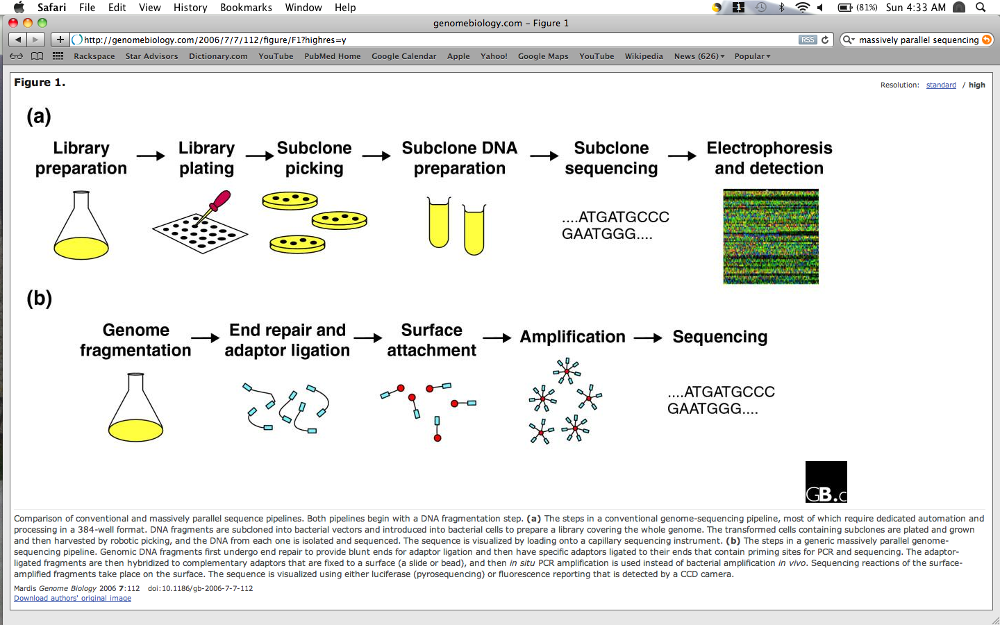 Safari File Edit View History Bookmarks Window Help
1 (81%) Sun 4:33 AM
genomebiology.com – Figure 1
http://genomebiology.com/2006/7/7/112/figure/F1?highres=y RSS massively parallel sequencing
Rackspace Star Advisors Dictionary.com YouTube PubMed Home Google Calendar Apple Yahoo! Google Maps YouTube Wikipedia News (626) Popular
Figure 1.
Resolution: standard / high
(a)
Library preparation
Library plating
Subclone picking
Subclone DNA preparation
Subclone sequencing
Electrophoresis and detection
....ATGATGCCC
GAATGGG....
(b)
Genome fragmentation
End repair and adaptor ligation
Surface attachment
Amplification
Sequencing
....ATGATGCCC
GAATGGG....
GB.c
Comparison of conventional and massively parallel sequence pipelines. Both pipelines begin with a DNA fragmentation step. (a) The steps in a conventional genome-sequencing pipeline, most of which require dedicated automation and
processing in a 384-well format. DNA fragments are subcloned into bacterial vectors and introduced into bacterial cells to prepare a library covering the whole genome. The transformed cells containing subclones are plated and grown
and then harvested by robotic picking, and the DNA from each one is isolated and sequenced. The sequence is visualized by loading onto a capillary sequencing instrument. (b) The steps in a generic massively parallel genome-
sequencing pipeline. Genomic DNA fragments first undergo end repair to provide blunt ends for adaptor ligation and then have specific adaptors ligated to their ends that contain priming sites for PCR and sequencing. The adaptor-
ligated fragments are then hybridized to complementary adaptors that are fixed to a surface (a slide or bead), and then in situ PCR amplification is used instead of bacterial amplification in vivo. Sequencing reactions of the surface-
amplified fragments take place on the surface. The sequence is visualized using either luciferase (pyrosequencing) or fluorescence reporting that is detected by a CCD camera.
Mardis Genome Biology 2006 7:112 doi:10.1186/gb-2006-7-7-112
Download authors' original image